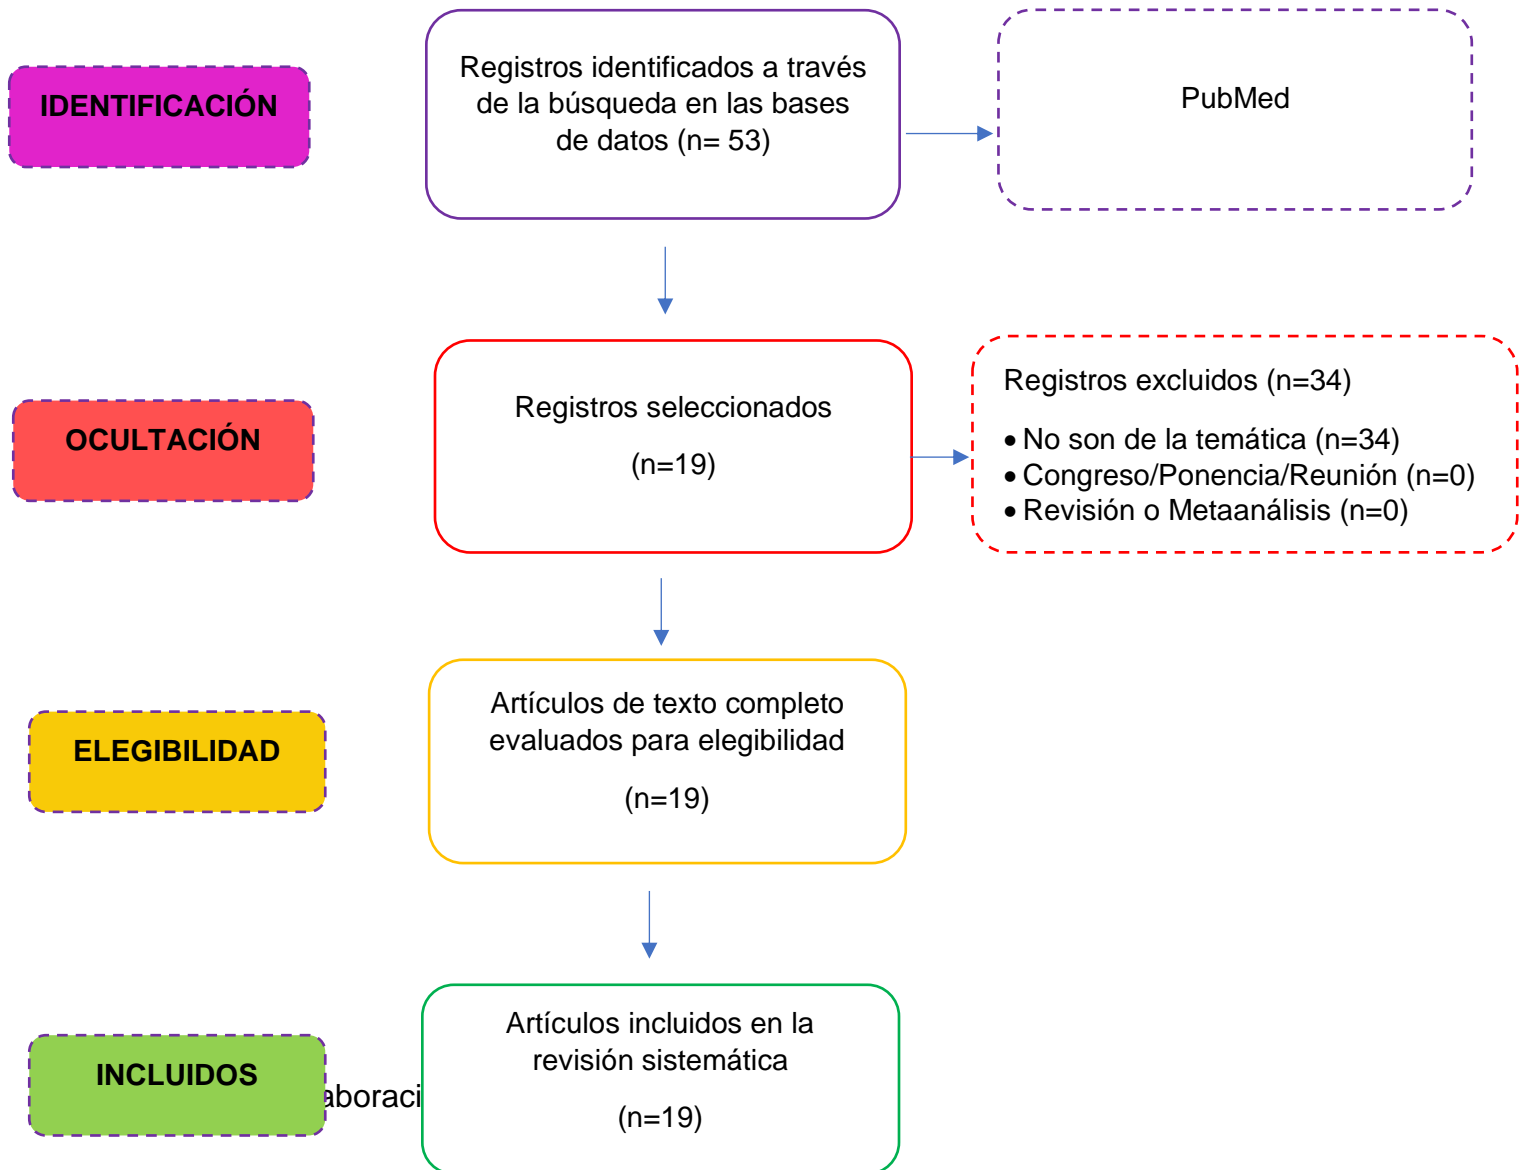 IDENTIFICACIÓN
Registros identificados a través
de la búsqueda en las bases
de datos (n= 53)
PubMed
OCULTACIÓN
Registros seleccionados
(n=19)
Registros excluidos (n=34)
• No son de la temática (n=34)
• Congreso/Ponencia/Reunión (n=0)
• Revisión o Metaanálisis (n=0)
ELEGIBILIDAD
Artículos de texto completo
evaluados para elegibilidad
(n=19)
INCLUIDOS
Artículos incluidos en la
revisión sistemática
(n=19)